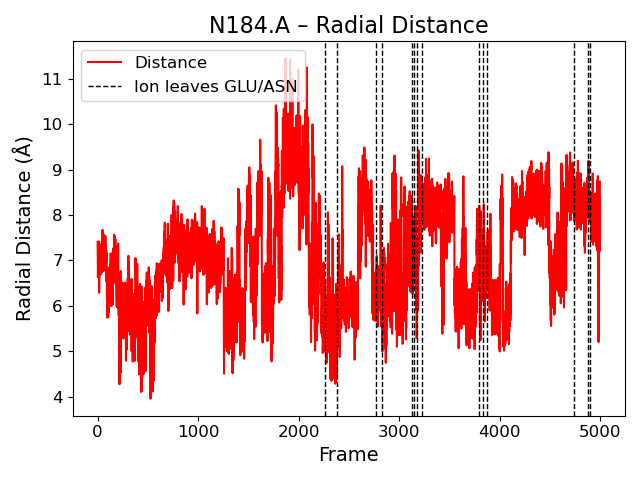 N184.A – Radial Distance
Distance
Ion leaves GLU/ASN
Radial Distance (Å)
11
10
9
8
7
6
5
4
0 1000 2000 3000 4000 5000
Frame